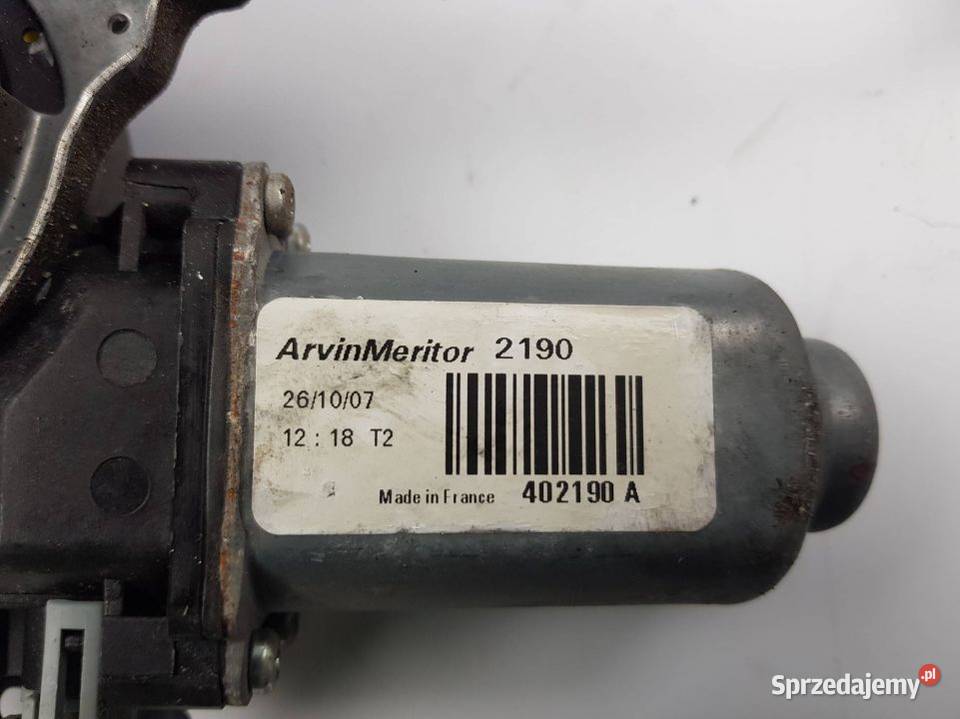 ArvinMeritor 2190
26/10/07
12 : 18 T2
Made in France 402190 A
Sprzedajemy.pl